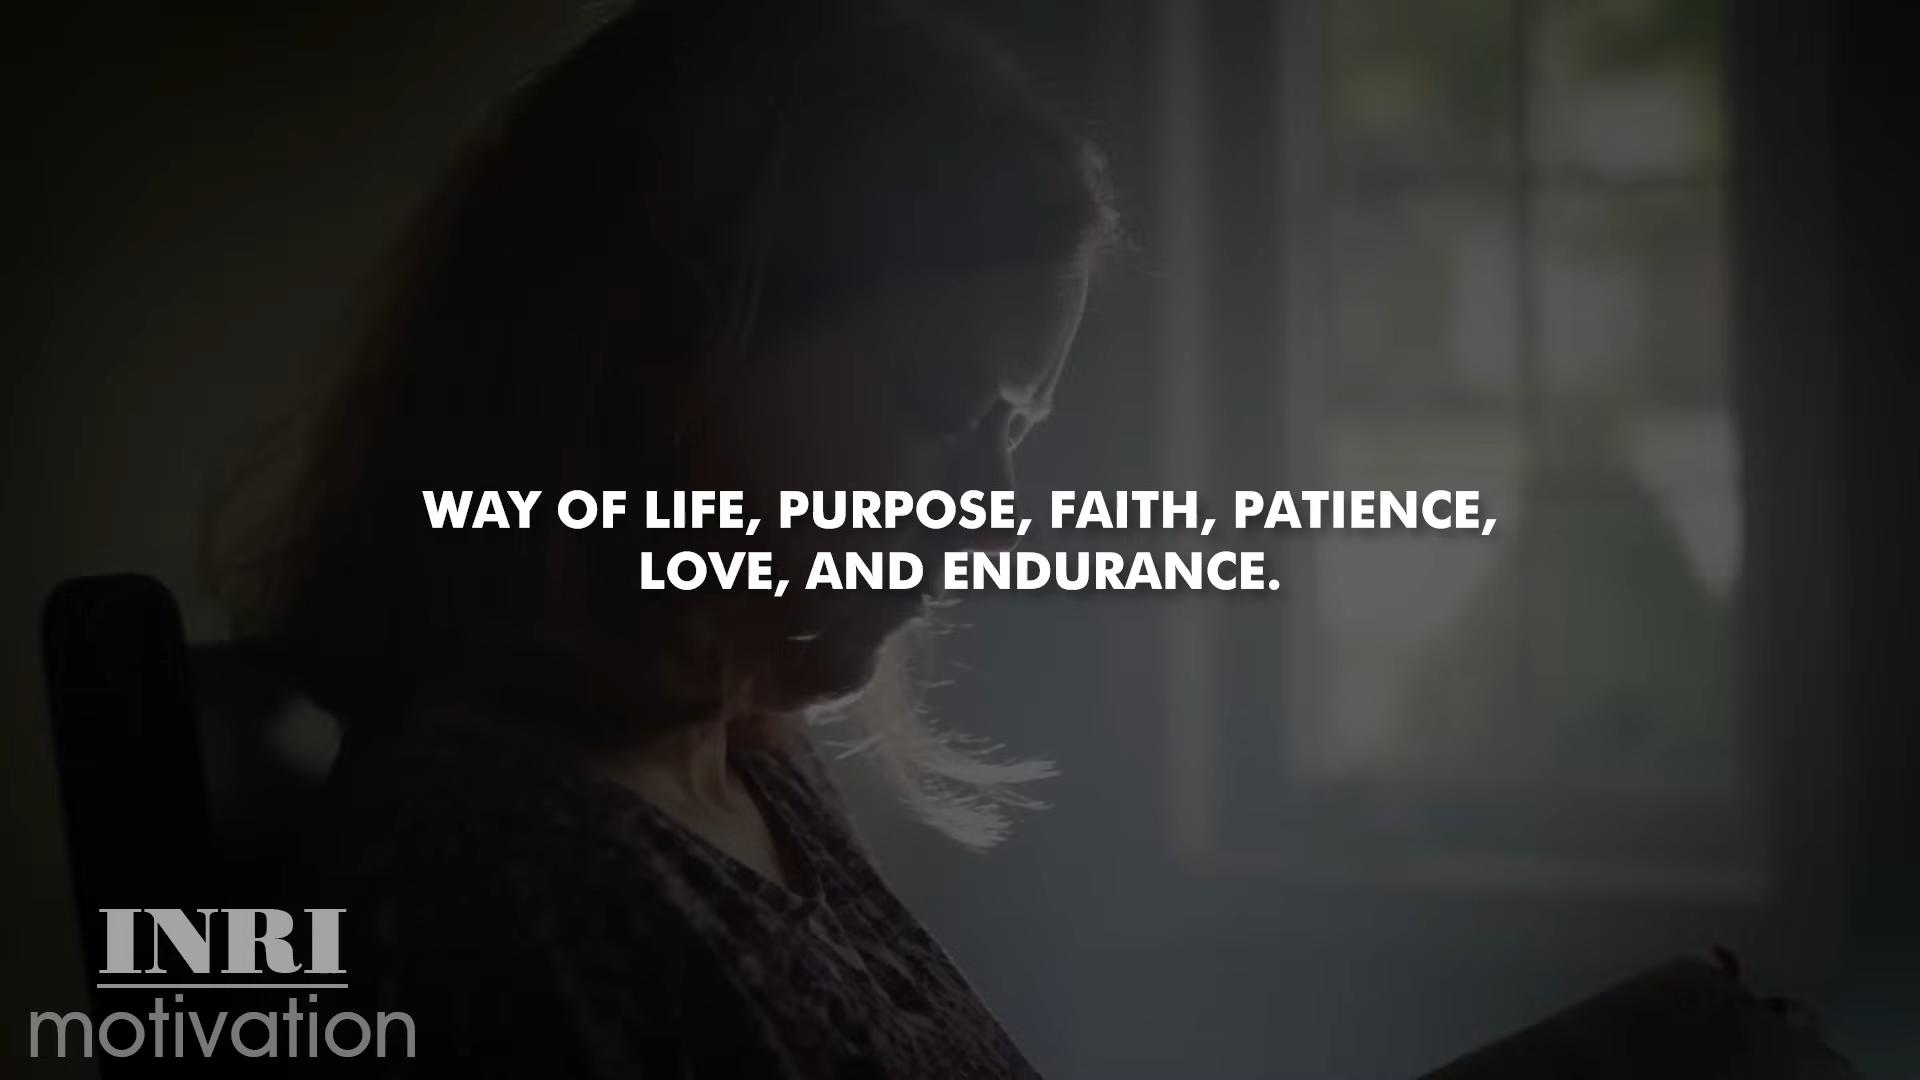 WAY OF LIFE, PURPOSE, FAITH, PATIENCE,
LOVE, AND ENDURANCE.
INRI
motivation